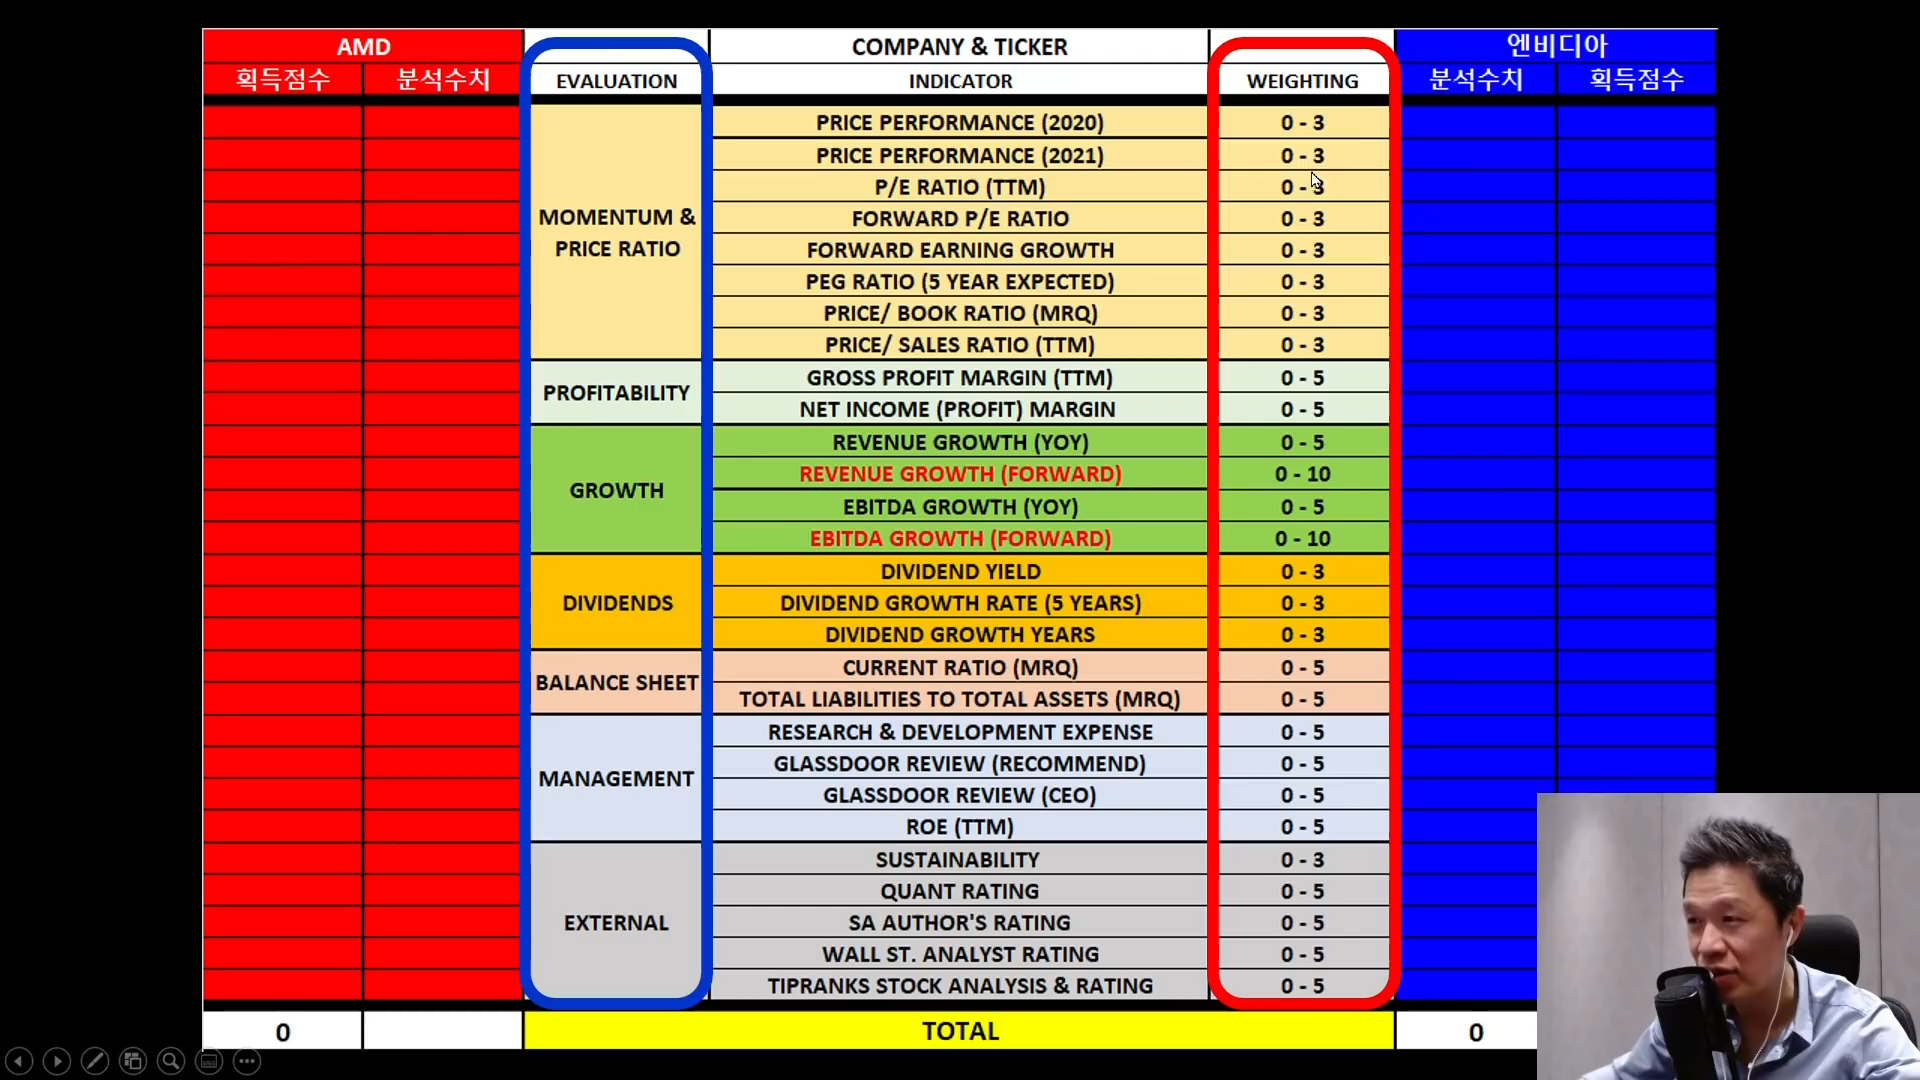 AMD COMPANY & TICKER 엔비디아
획득점수 분석수치 EVALUATION INDICATOR WEIGHTING 분석수치 획득점수
MOMENTUM &
PRICE RATIO
PRICE PERFORMANCE (2020) 0 - 3
PRICE PERFORMANCE (2021) 0 - 3
P/E RATIO (TTM) 0 - 3
FORWARD P/E RATIO 0 - 3
FORWARD EARNING GROWTH 0 - 3
PEG RATIO (5 YEAR EXPECTED) 0 - 3
PRICE/ BOOK RATIO (MRQ) 0 - 3
PRICE/ SALES RATIO (TTM) 0 - 3
PROFITABILITY
GROSS PROFIT MARGIN (TTM) 0 - 5
NET INCOME (PROFIT) MARGIN 0 - 5
GROWTH
REVENUE GROWTH (YOY) 0 - 5
REVENUE GROWTH (FORWARD) 0 - 10
EBITDA GROWTH (YOY) 0 - 5
EBITDA GROWTH (FORWARD) 0 - 10
DIVIDENDS
DIVIDEND YIELD 0 - 3
DIVIDEND GROWTH RATE (5 YEARS) 0 - 3
DIVIDEND GROWTH YEARS 0 - 3
BALANCE SHEET
CURRENT RATIO (MRQ) 0 - 5
TOTAL LIABILITIES TO TOTAL ASSETS (MRQ) 0 - 5
MANAGEMENT
RESEARCH & DEVELOPMENT EXPENSE 0 - 5
GLASSDOOR REVIEW (RECOMMEND) 0 - 5
GLASSDOOR REVIEW (CEO) 0 - 5
ROE (TTM) 0 - 5
EXTERNAL
SUSTAINABILITY 0 - 3
QUANT RATING 0 - 5
SA AUTHOR'S RATING 0 - 5
WALL ST. ANALYST RATING 0 - 5
TIPRANKS STOCK ANALYSIS & RATING 0 - 5
0 TOTAL 0